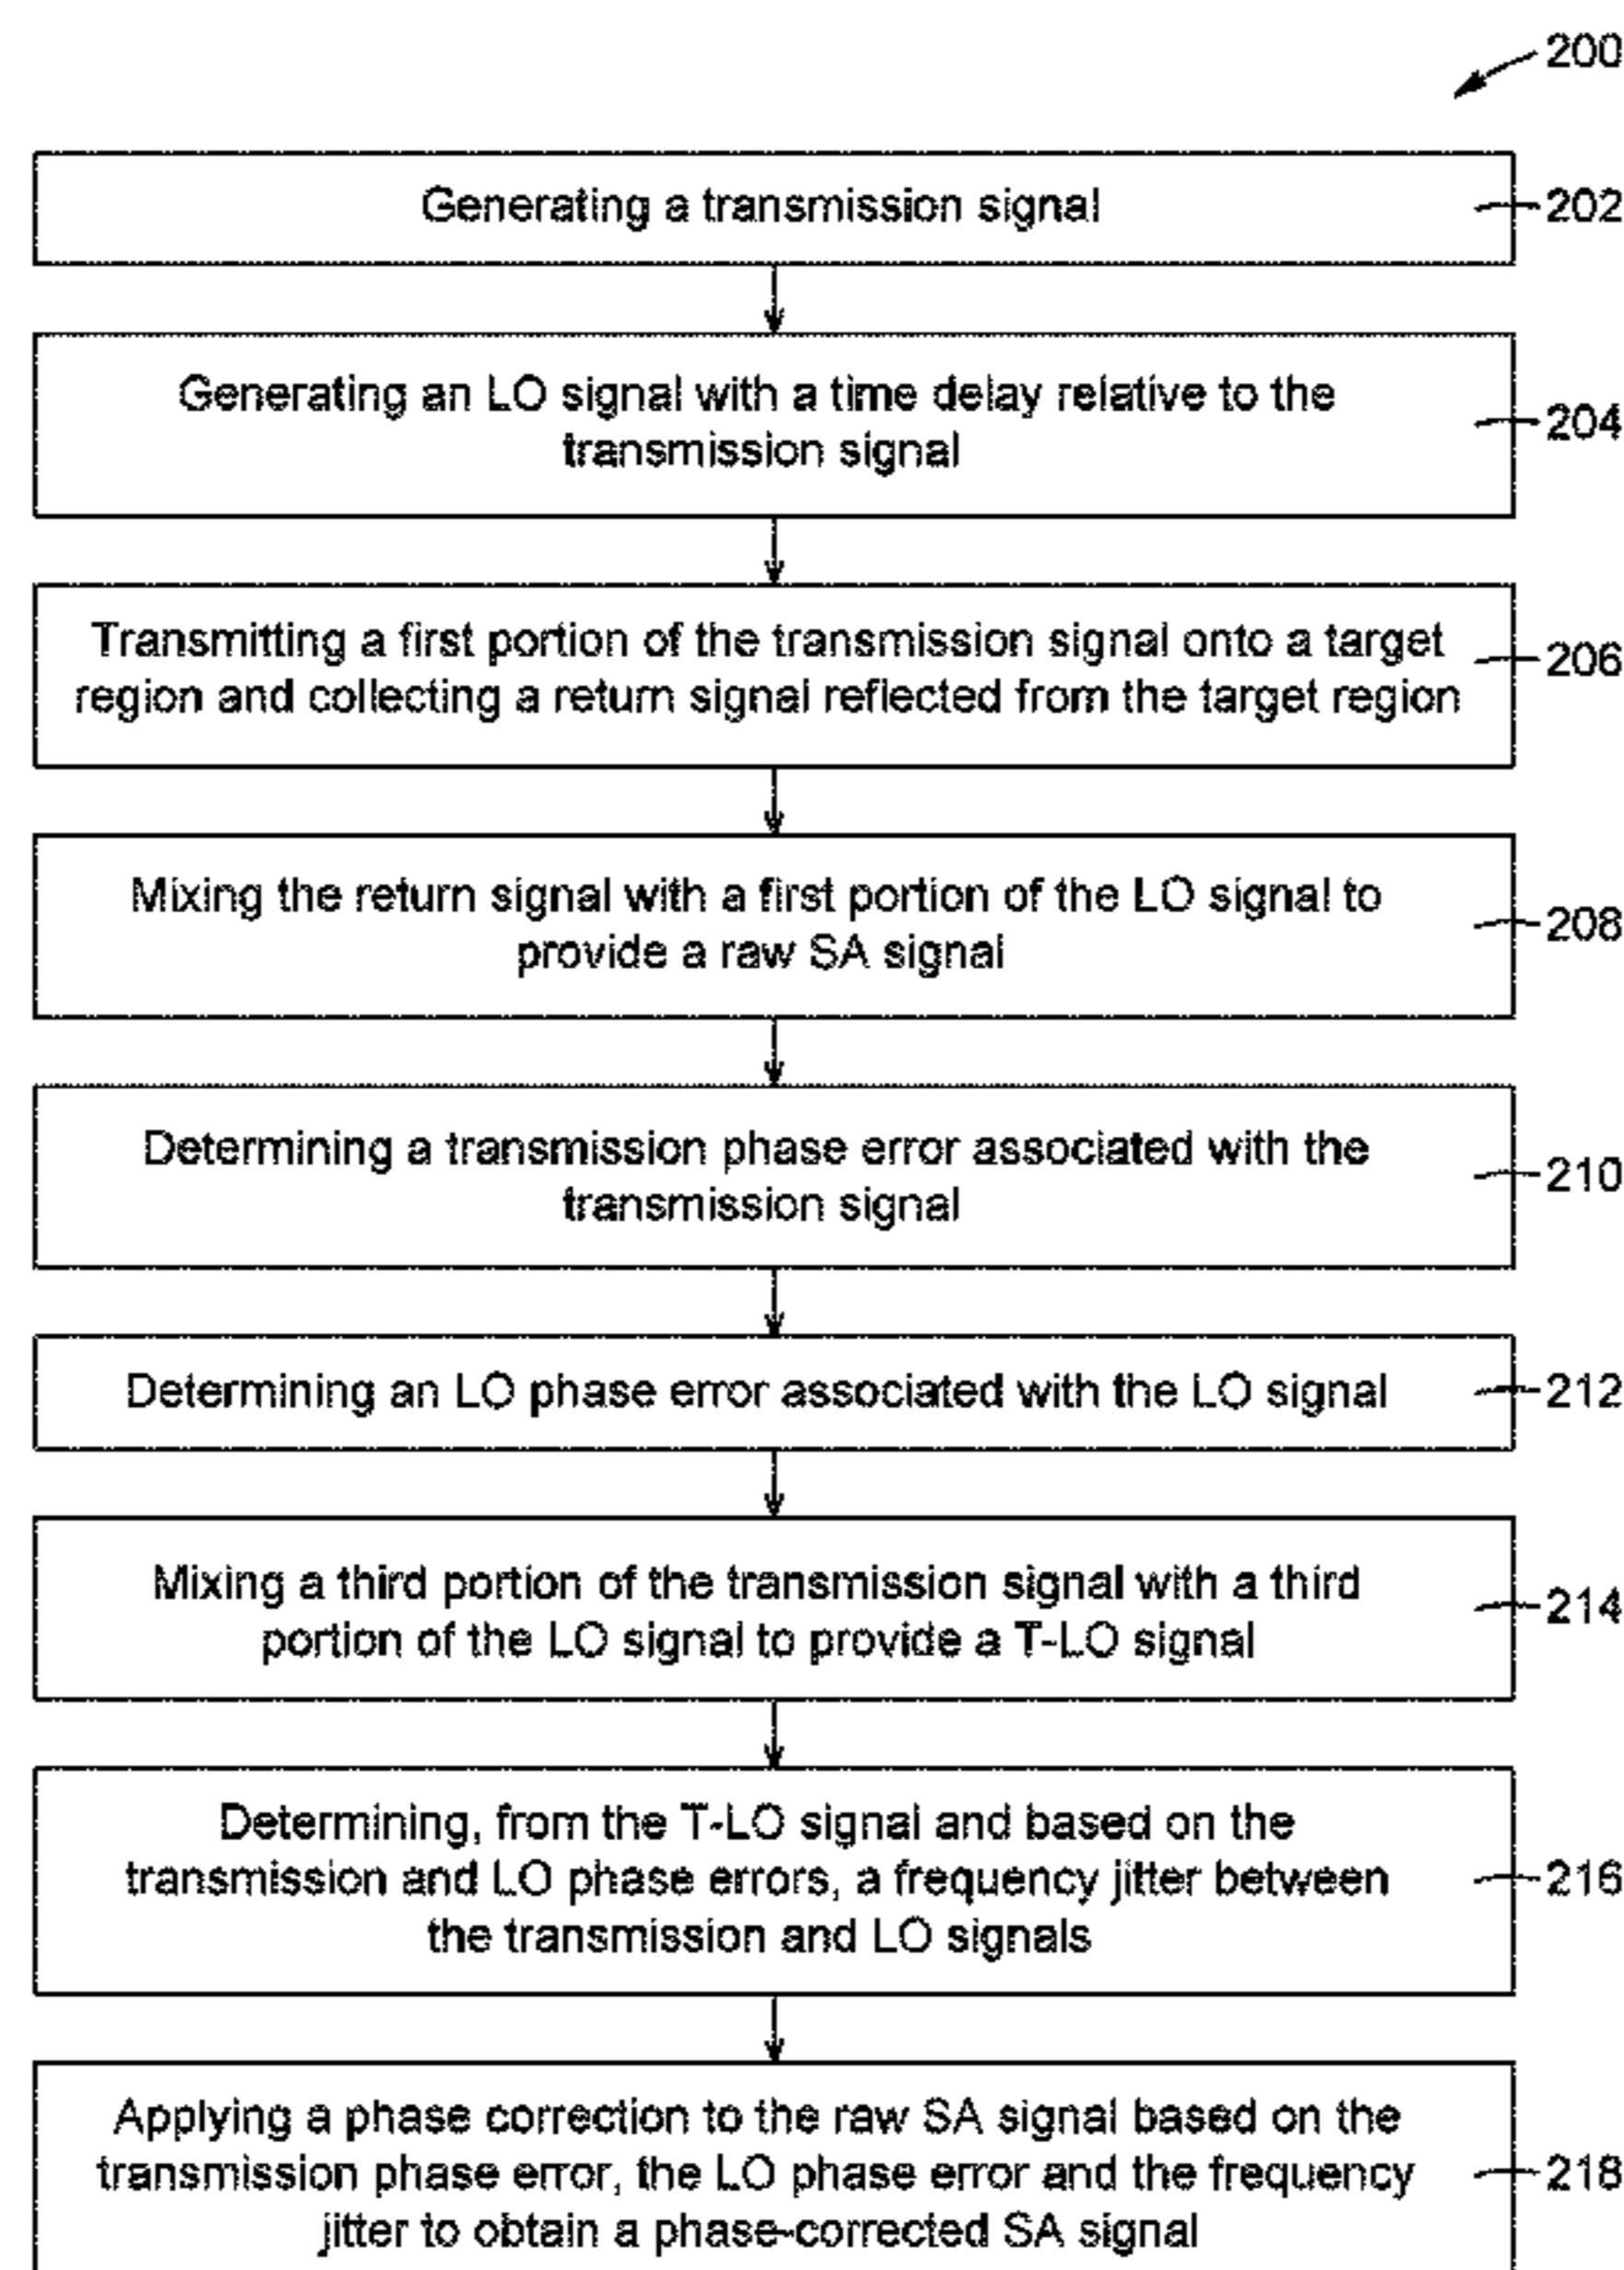 200
Generating a transmission signal
202
Generating an LO signal with a time delay relative to the
transmission signal
204
Transmitting a first portion of the transmission signal onto a target
region and collecting a return signal reflected from the target region
206
Mixing the return signal with a first portion of the LO signal to
provide a raw SA signal
208
Determining a transmission phase error associated with the
transmission signal
210
Determining an LO phase error associated with the LO signal
212
Mixing a third portion of the transmission signal with a third
portion of the LO signal to provide a T-LO signal
214
Determining, from the T-LO signal and based on the
transmission and LO phase errors, a frequency jitter between
the transmission and LO signals
216
Applying a phase correction to the raw SA signal based on the
transmission phase error, the LO phase error and the frequency
jitter to obtain a phase-corrected SA signal
218